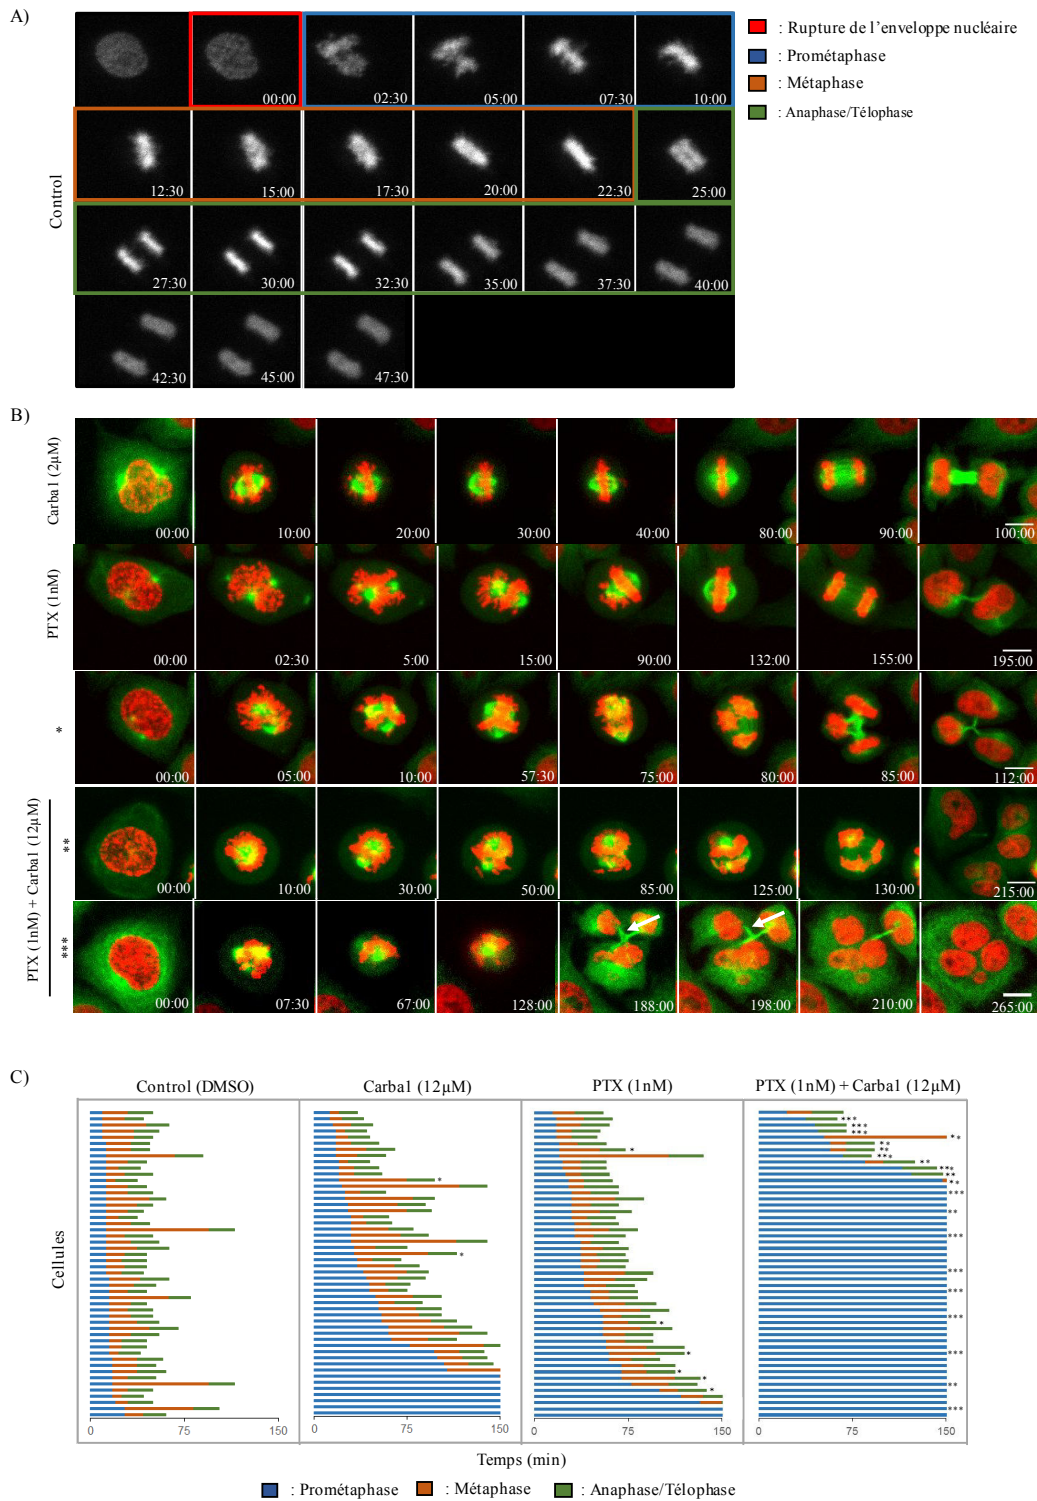 A)
: Rupture de l'enveloppe nucléaire
: Prométaphase
: Métaphase
: Anaphase/Télophase
Control
00:00 02:30 05:00 07:30 10:00
12:30 15:00 17:30 20:00 22:30 25:00
27:30 30:00 32:30 35:00 37:30 40:00
42:30 45:00 47:30
B)
Carba1 (2µM)
00:00 10:00 20:00 30:00 40:00 80:00 90:00 100:00
PTX (1nM)
00:00 02:30 5:00 15:00 90:00 132:00 155:00 195:00
*
00:00 05:00 10:00 57:30 75:00 80:00 85:00 112:00
PTX (1nM) + Carba1 (12µM)
**
00:00 10:00 30:00 50:00 85:00 125:00 130:00 215:00
***
00:00 07:30 67:00 128:00 188:00 198:00 210:00 265:00
C)
Control (DMSO) Carba1 (12µM) PTX (1nM) PTX (1nM) + Carba1 (12µM)
Cellules
0 75 150 0 75 150 0 75 150 0 75 150
Temps (min)
: Prométaphase : Métaphase : Anaphase/Télophase